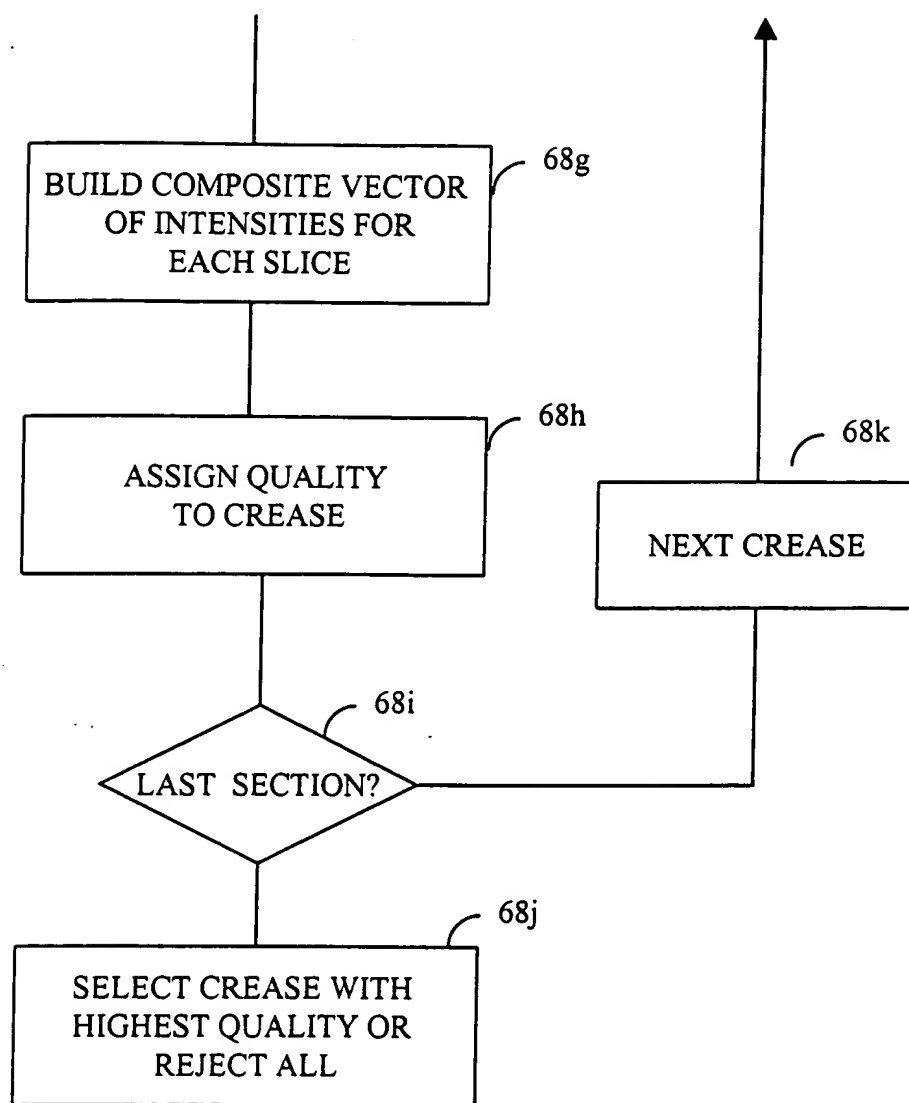 68g
BUILD COMPOSITE VECTOR
OF INTENSITIES FOR
EACH SLICE
68h
ASSIGN QUALITY
TO CREASE
68k
NEXT CREASE
68i
LAST SECTION?
68j
SELECT CREASE WITH
HIGHEST QUALITY OR
REJECT ALL